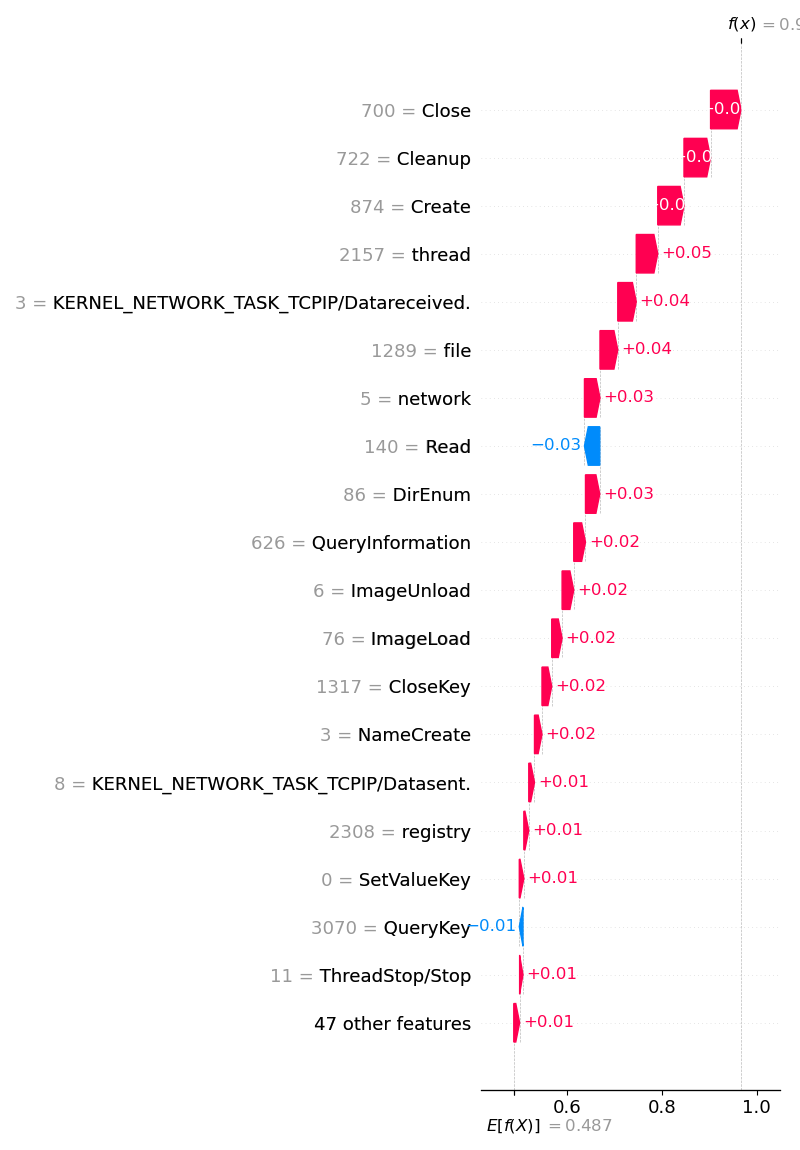 f(x) = 0.9
700 = Close
722 = Cleanup
874 = Create
2157 = thread +0.05
3 = KERNEL_NETWORK_TASK_TCPIP/Datareceived. +0.04
1289 = file +0.04
5 = network +0.03
140 = Read −0.03
86 = DirEnum +0.03
626 = QueryInformation +0.02
6 = ImageUnload +0.02
76 = ImageLoad +0.02
1317 = CloseKey +0.02
3 = NameCreate +0.02
8 = KERNEL_NETWORK_TASK_TCPIP/Datasent. +0.01
2308 = registry +0.01
0 = SetValueKey +0.01
3070 = QueryKey −0.01
11 = ThreadStop/Stop +0.01
47 other features +0.01
0.6 0.8 1.0
E[f(X)] = 0.487